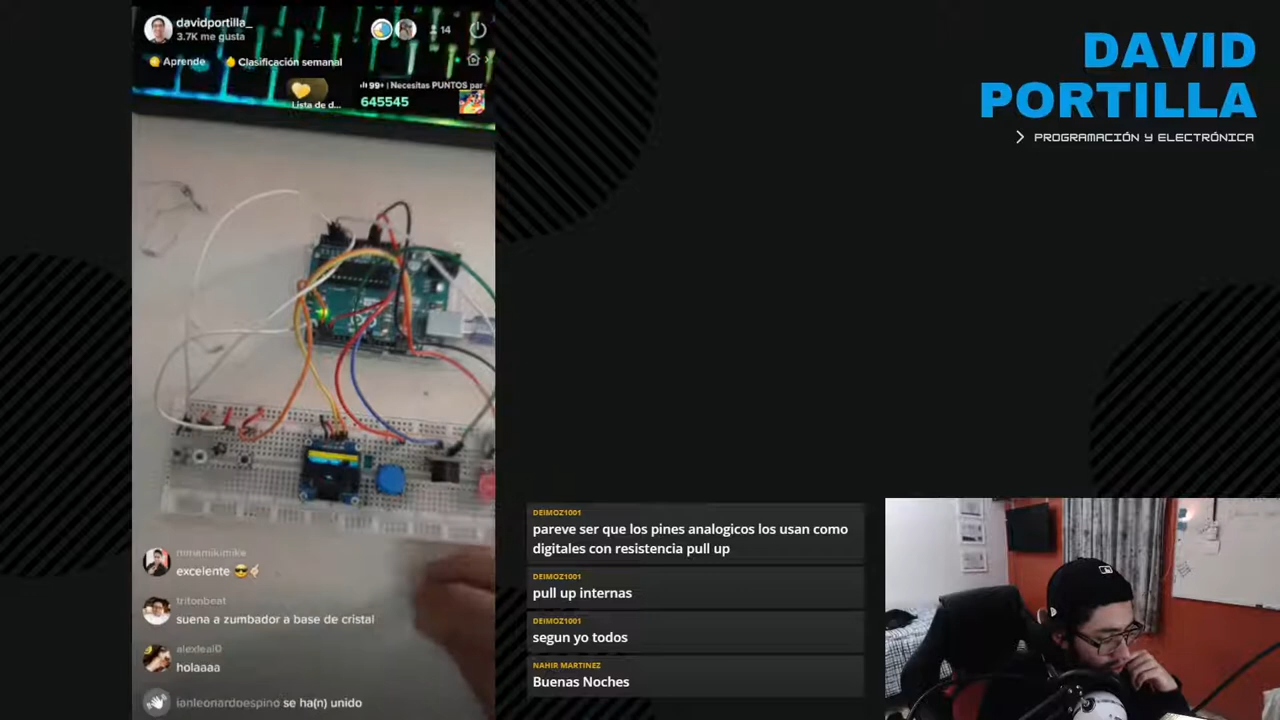 davidportilla_
3.7K me gusta
14
Aprende
Clasificación semanal
Lista de d...
99+ | Necesitas PUNTOS par
645545
DAVID
PORTILLA
PROGRAMACIÓN Y ELECTRÓNICA
excelente
tritonbeat
suena a zumbador a base de cristal
alexleal0
holaaaa
ianleonardoespino se ha(n) unido
DEIMOZ1001
pareve ser que los pines analogicos los usan como
digitales con resistencia pull up
DEIMOZ1001
pull up internas
DEIMOZ1001
segun yo todos
NAHIR MARTINEZ
Buenas Noches